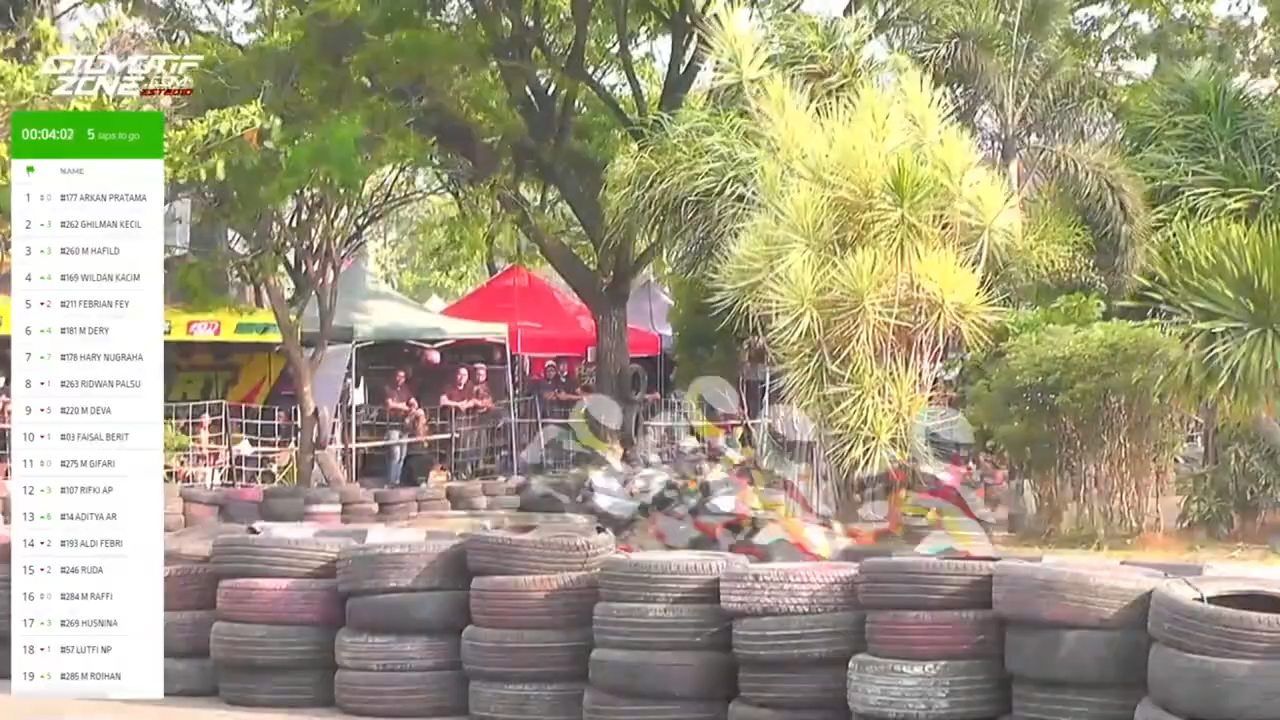 OTOMOTIF
ZONE.COM
00:04:02 5 laps to go
NAME
1 0 #177 ARKAN PRATAMA
2 3 #262 GHILMAN KECIL
3 3 #260 M HAFILD
4 4 #169 WILDAN KACIM
5 2 #211 FEBRIAN FEY
6 4 #181 M DERY
7 7 #178 HARY NUGRAHA
8 1 #263 RIDWAN PALSU
9 5 #220 M DEVA
10 1 #03 FAISAL BERIT
11 0 #275 M GIFARI
12 3 #107 RIFKI AP
13 6 #14 ADITYA AR
14 2 #193 ALDI FEBRI
15 2 #246 RUDA
16 0 #284 M RAFFI
17 3 #269 HUSNINA
18 1 #57 LUTFI NP
19 5 #285 M ROIHAN